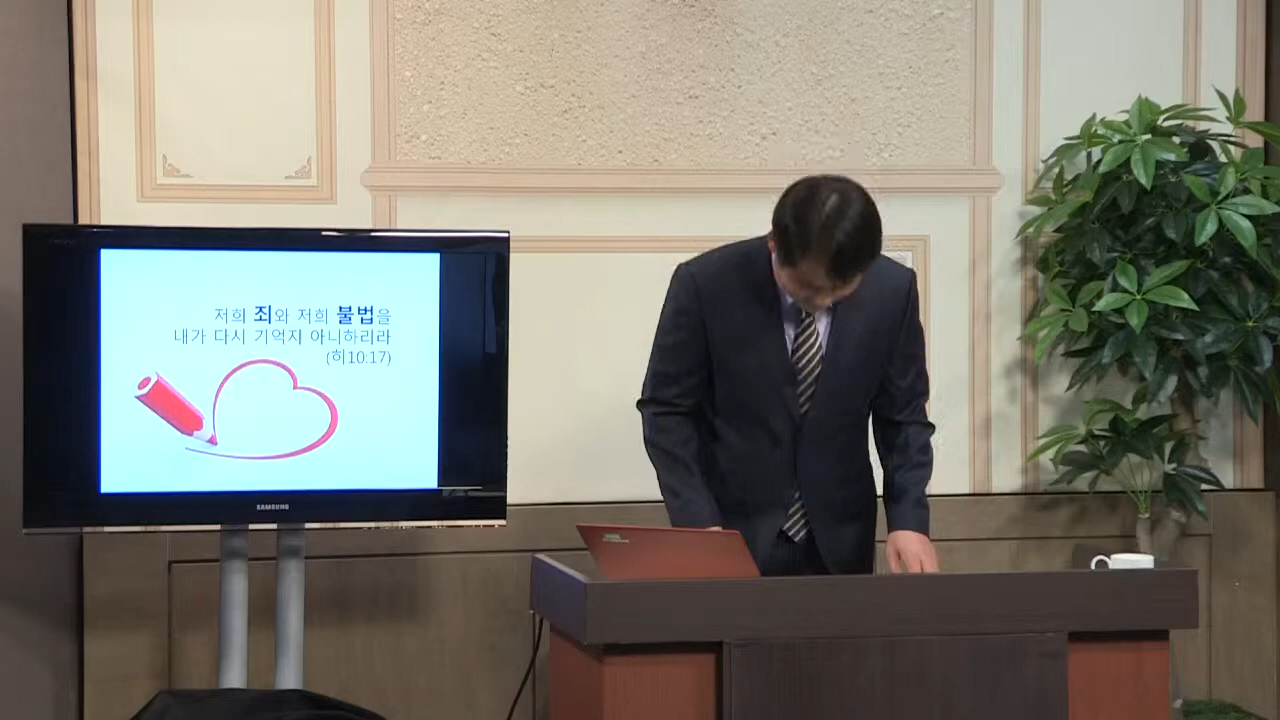 저희 죄와 저희 불법을
내가 다시 기억지 아니하리라
(히10:17)
SAMSUNG